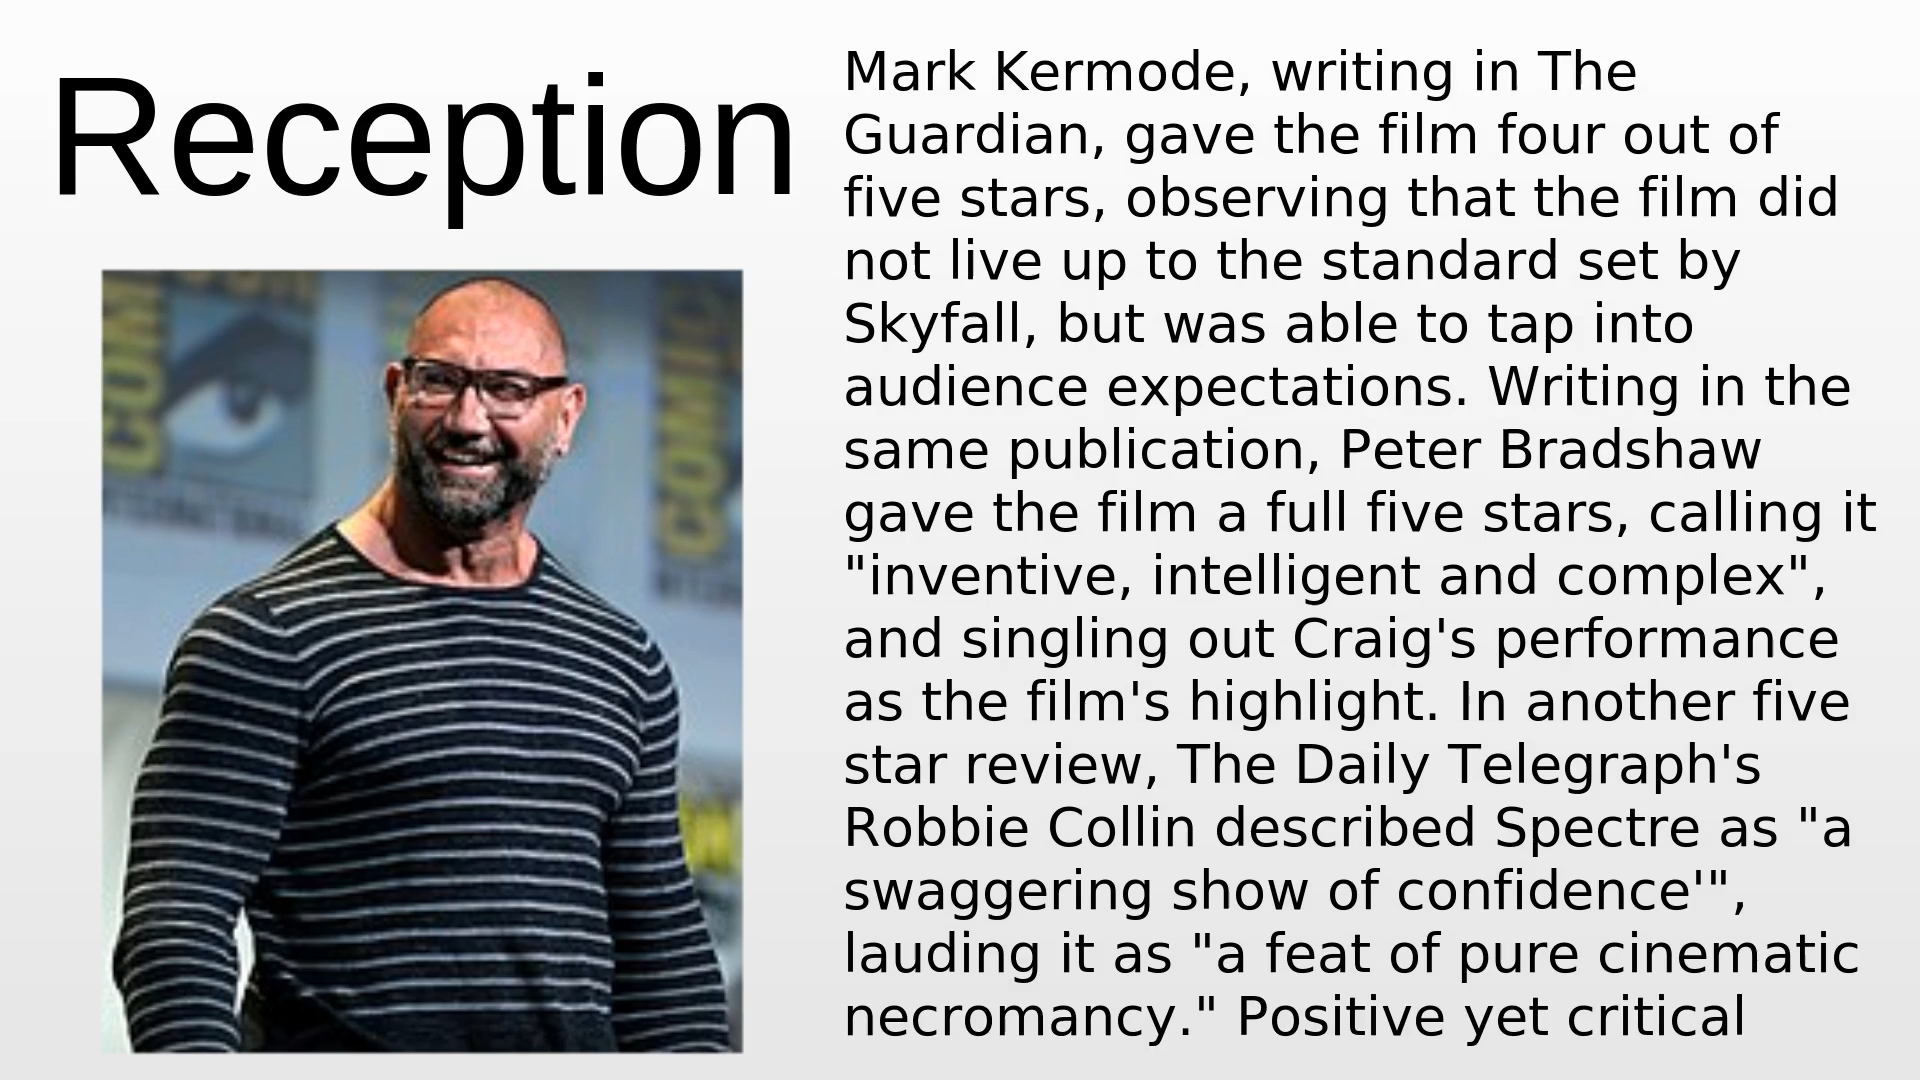 Reception
Mark Kermode, writing in The
Guardian, gave the film four out of
five stars, observing that the film did
not live up to the standard set by
Skyfall, but was able to tap into
audience expectations. Writing in the
same publication, Peter Bradshaw
gave the film a full five stars, calling it
"inventive, intelligent and complex",
and singling out Craig's performance
as the film's highlight. In another five
star review, The Daily Telegraph's
Robbie Collin described Spectre as "a
swaggering show of confidence'",
lauding it as "a feat of pure cinematic
necromancy." Positive yet critical